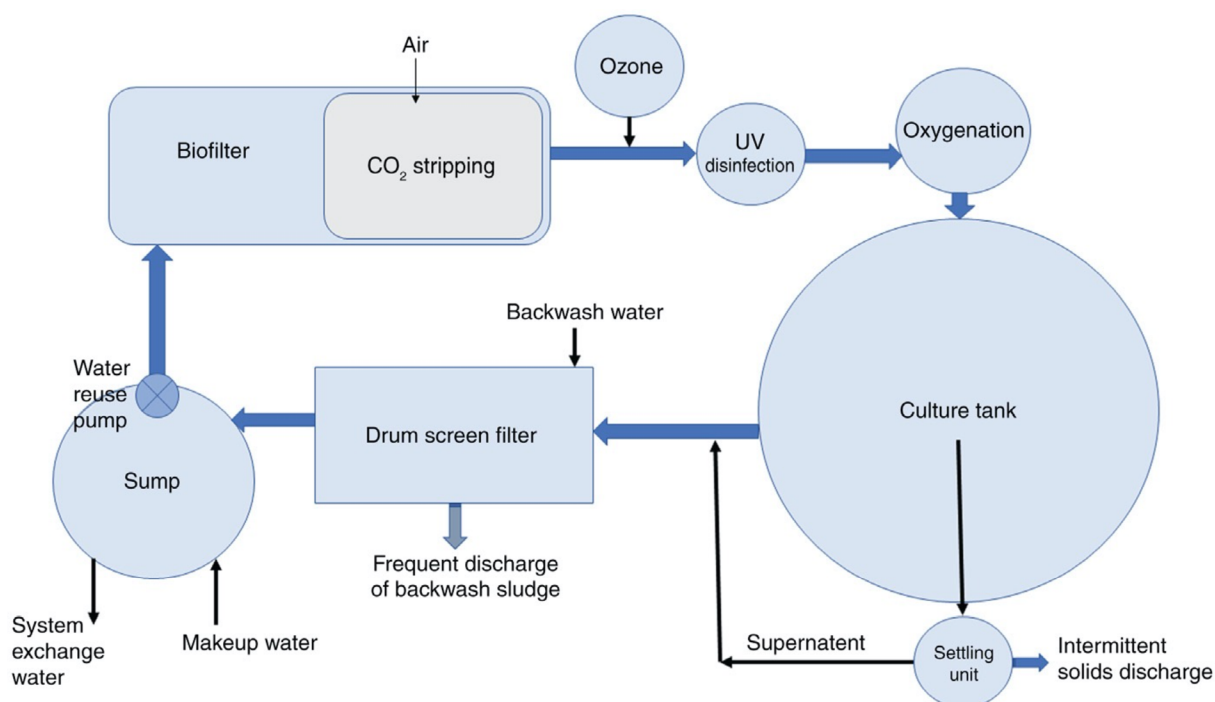 Air
Ozone
Biofilter
CO₂ stripping
UV
disinfection
Oxygenation
Backwash water
Water
reuse
pump
Drum screen filter
Culture tank
Sump
Frequent discharge
of backwash sludge
System
exchange
water
Makeup water
Supernatent
Settling
unit
Intermittent
solids discharge